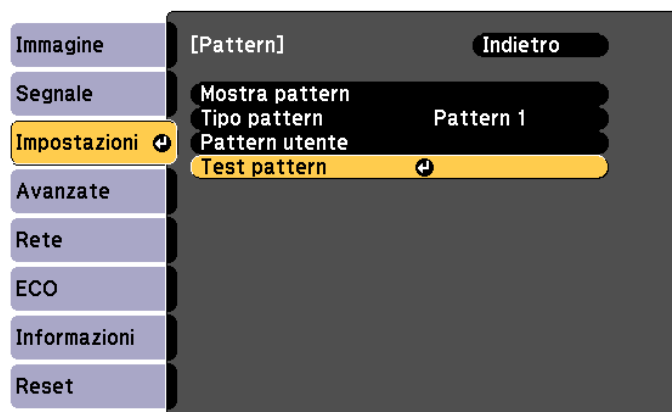 Immagine
Segnale
Impostazioni
Avanzate
Rete
ECO
Informazioni
Reset
[Pattern] Indietro
Mostra pattern
Tipo pattern Pattern 1
Pattern utente
Test pattern